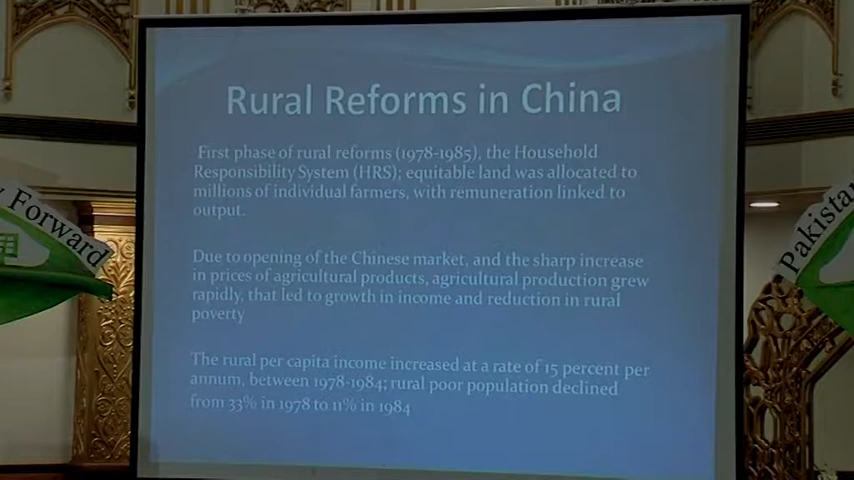 Rural Reforms in China
First phase of rural reforms (1978-1985), the Household
Responsibility System (HRS); equitable land was allocated to
millions of individual farmers, with remuneration linked to
output.
Due to opening of the Chinese market, and the sharp increase
in prices of agricultural products, agricultural production grew
rapidly, that led to growth in income and reduction in rural
poverty
The rural per capita income increased at a rate of 15 percent per
annum, between 1978-1984; rural poor population declined
from 33% in 1978 to 11% in 1984
Forward
Pakistan